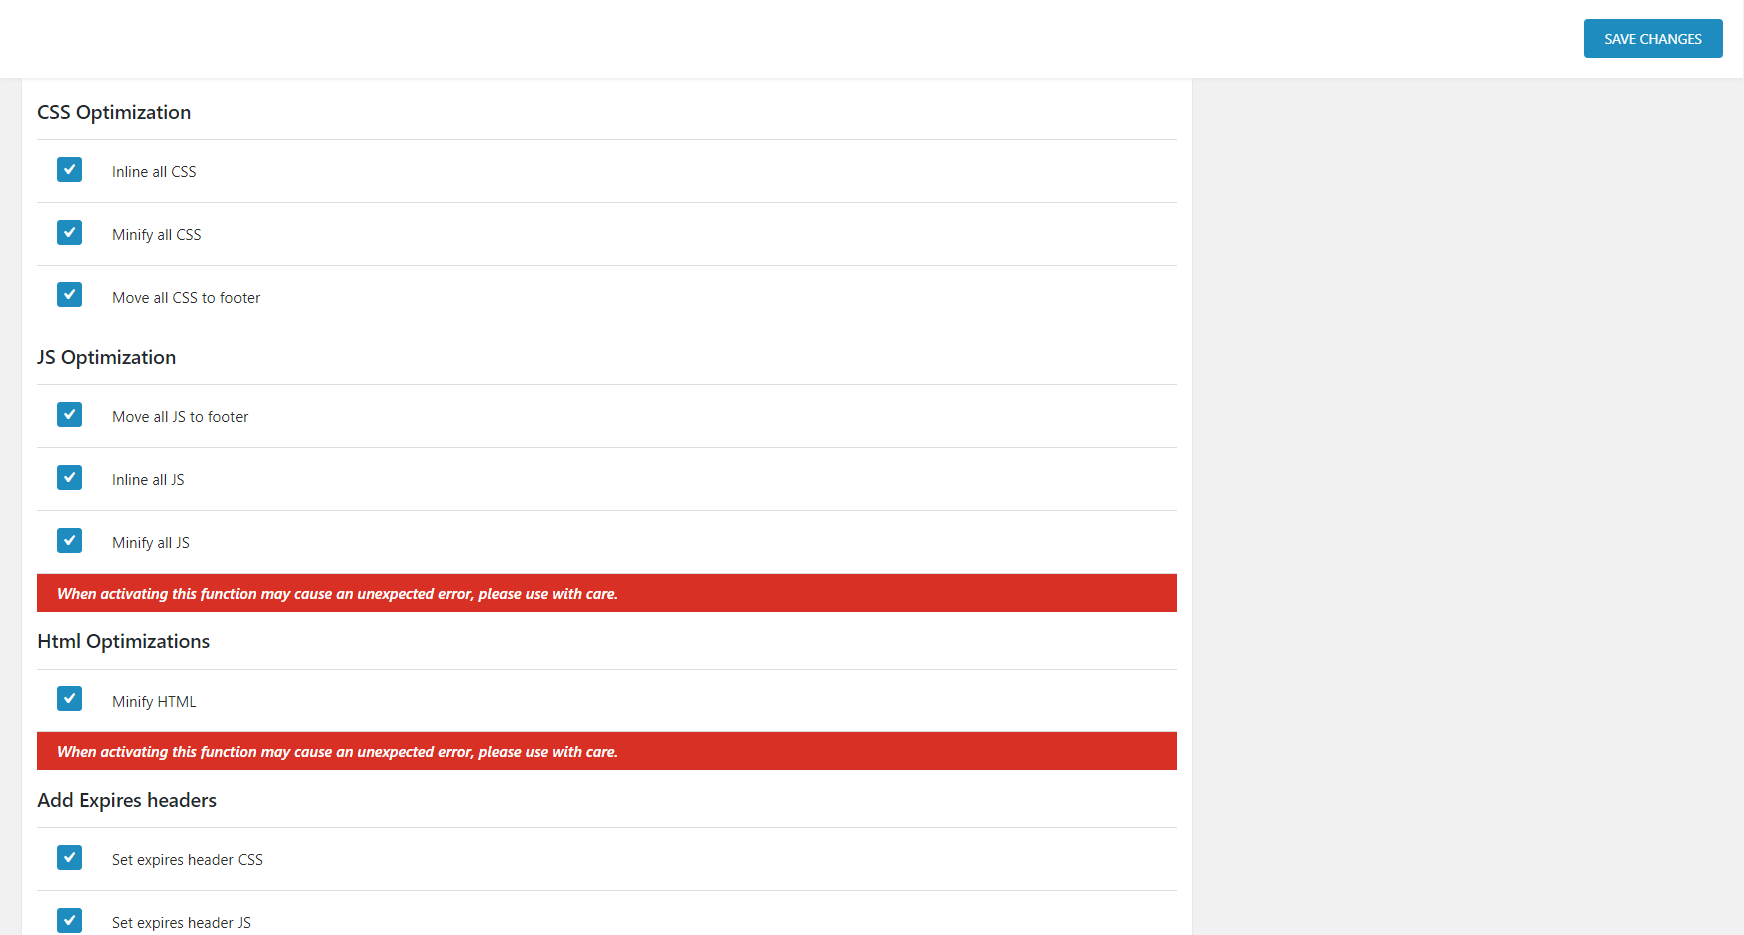 SAVE CHANGES
CSS Optimization
Inline all CSS
Minify all CSS
Move all CSS to footer
JS Optimization
Move all JS to footer
Inline all JS
Minify all JS
When activating this function may cause an unexpected error, please use with care.
Html Optimizations
Minify HTML
When activating this function may cause an unexpected error, please use with care.
Add Expires headers
Set expires header CSS
Set expires header JS